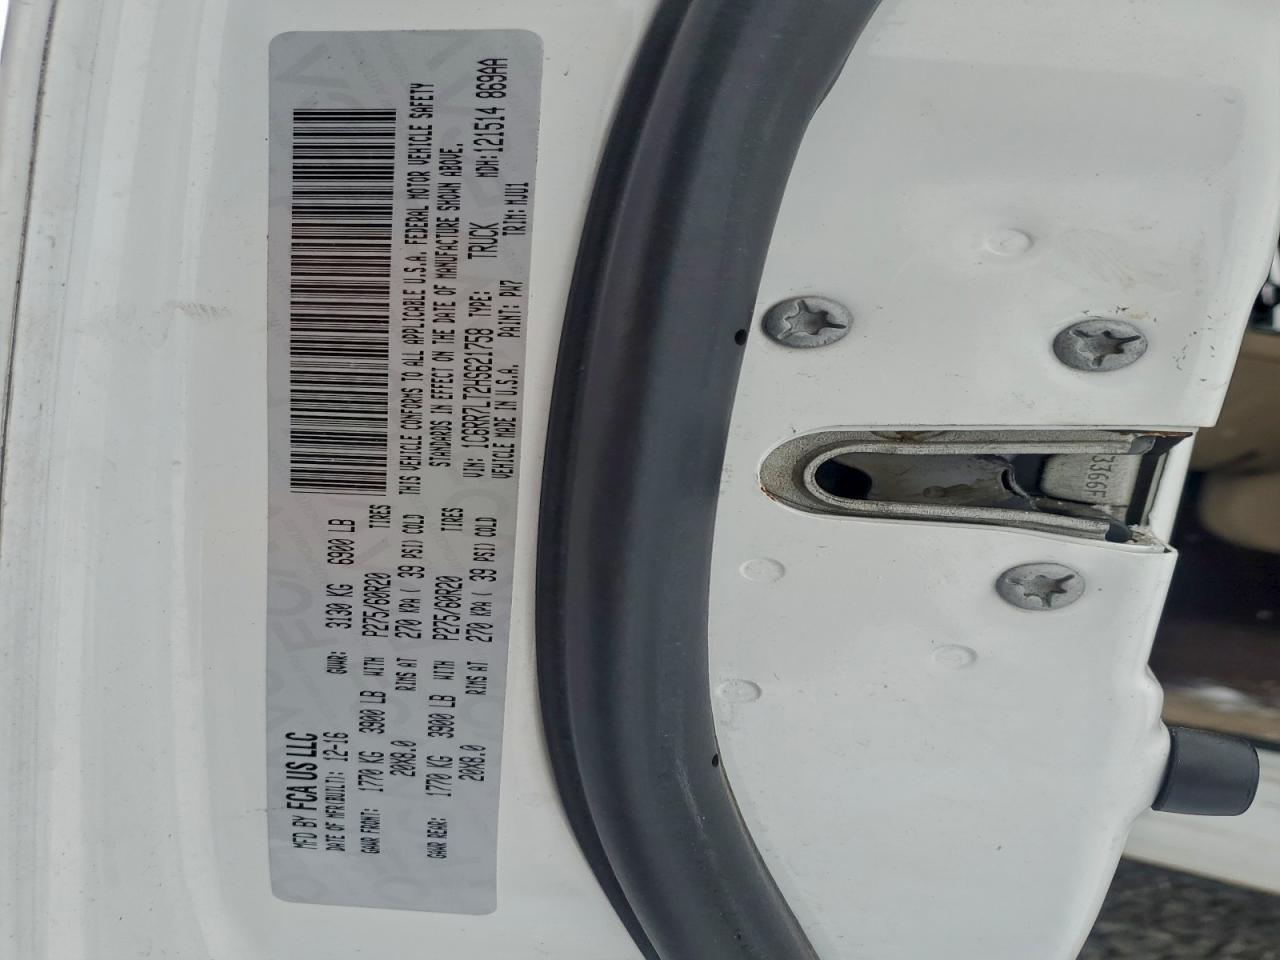 MFD BY FCA US LLC
DATE OF MFR(BUILT): 12-16 GVWR: 3130 KG 6900 LB
GAWR FRONT: 1770 KG 3900 LB WITH P275/60R20 TIRES
20X8.0 RIMS AT 270 KPA ( 39 PSI) COLD
GAWR REAR: 1770 KG 3900 LB WITH P275/60R20 TIRES
20X8.0 RIMS AT 270 KPA ( 39 PSI) COLD
THIS VEHICLE CONFORMS TO ALL APPLICABLE U.S.A. FEDERAL MOTOR VEHICLE SAFETY
STANDARDS IN EFFECT ON THE DATE OF MANUFACTURE SHOWN ABOVE.
VIN: 1C6RR7LT2HS621758 TYPE: TRUCK MDH: 121514 869AA
VEHICLE MADE IN U.S.A. PAINT: PW7 TRIM: MJU1
3366F